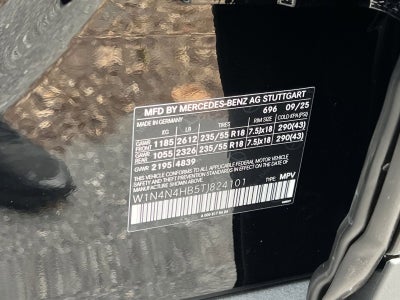 MFD BY MERCEDES-BENZ AG STUTTGART
MADE IN GERMANY 696 09/25
KG LB TIRES RIM SIZE COLD KPA(PSI)
GAWR FRONT 1185 2612 235/55 R18 7.5Jx18 290(43)
GAWR REAR 1055 2326 235/55 R18 7.5Jx18 290(43)
GWR 2195 4839
THIS VEHICLE CONFORMS TO ALL APPLICABLE FEDERAL MOTOR VEHICLE
SAFETY AND THEFT PREVENTION STANDARDS IN EFFECT ON THE DATE OF
MANUFACTURE SHOWN ABOVE.
W1N4N4HB5TJ824101 TYPE: MPV